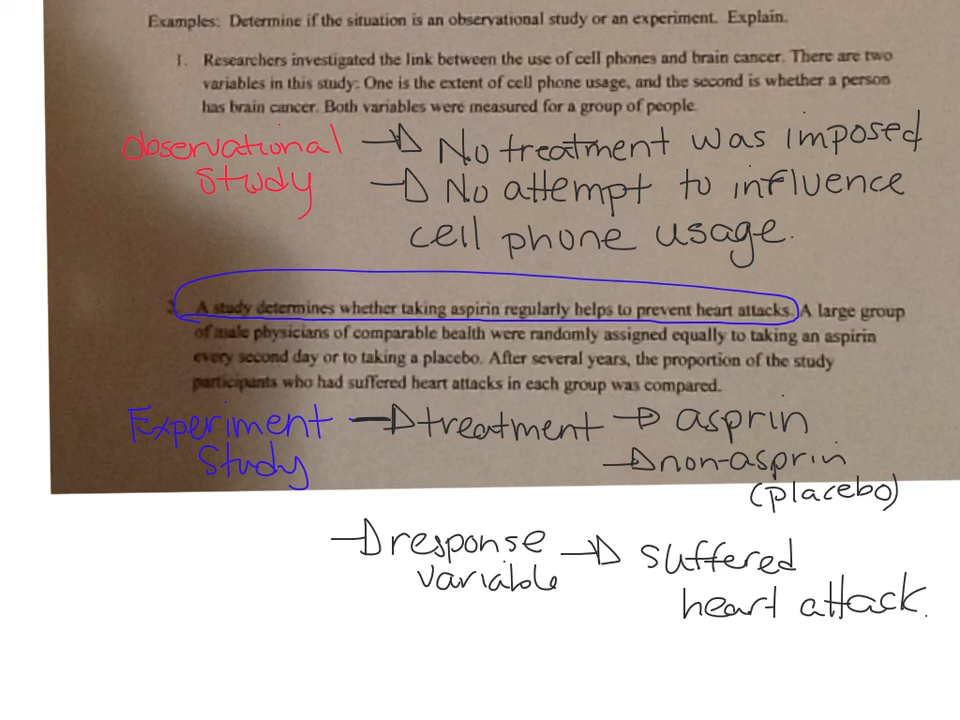 Examples: Determine if the situation is an observational study or an experiment. Explain.
1. Researchers investigated the link between the use of cell phones and brain cancer. There are two
variables in this study: One is the extent of cell phone usage, and the second is whether a person
has brain cancer. Both variables were measured for a group of people.
Observational → No treatment was imposed
Study → No attempt to influence
cell phone usage.
2. A study determines whether taking aspirin regularly helps to prevent heart attacks. A large group
of male physicians of comparable health were randomly assigned equally to taking an aspirin
every second day or to taking a placebo. After several years, the proportion of the study
participants who had suffered heart attacks in each group was compared.
Experiment → treatment → asprin
Study → non-asprin
(placebo)
→ response → suffered
variable heart attack.